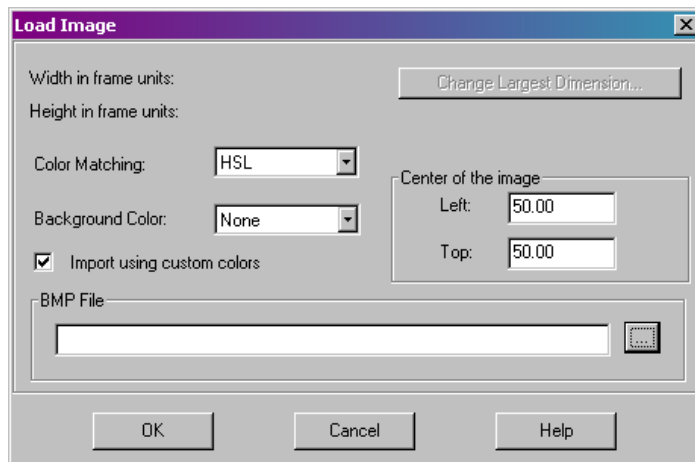 Load Image
Width in frame units:
Change Largest Dimension...
Height in frame units:
Color Matching:
HSL
Center of the image
Left:
50.00
Background Color:
None
Top:
50.00
Import using custom colors
BMP File
...
OK
Cancel
Help